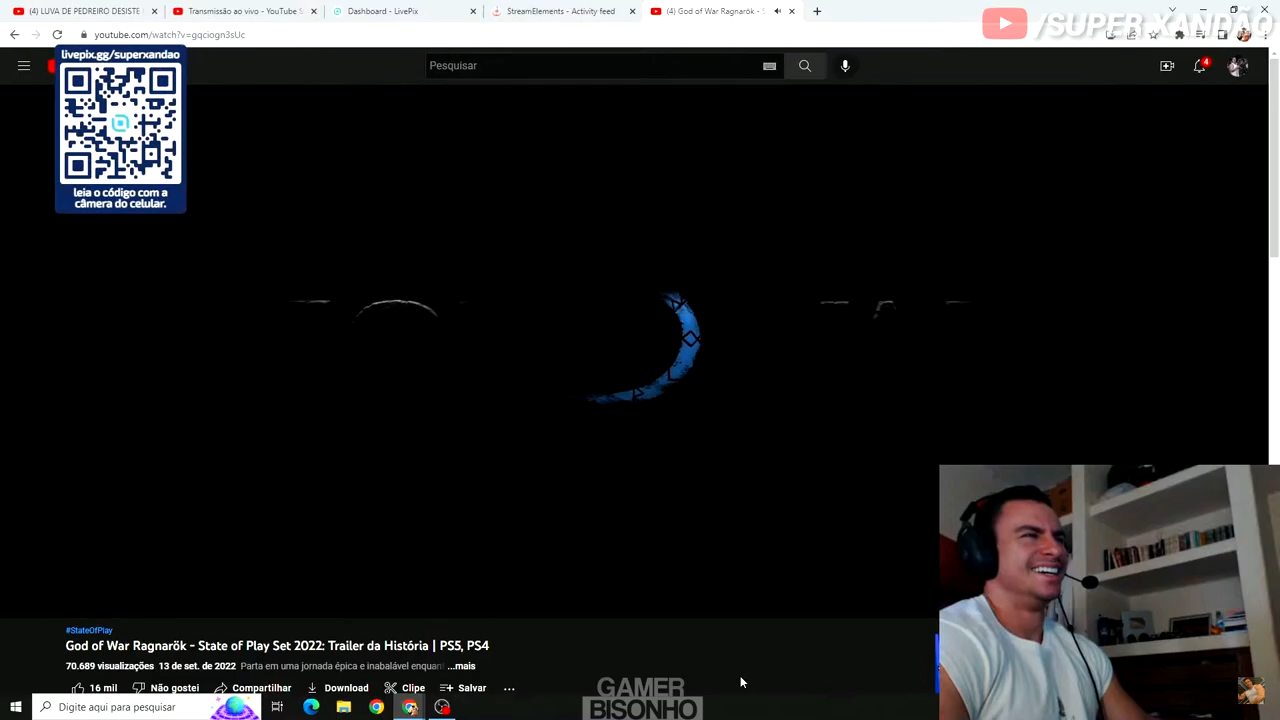 (4) LUVA DE PEDREIRO DESISTE
Transmissão ao vivo - YouTube S
Dashboard - LivePix
StreamElements - Activity feed
(4) God of War Ragnarök - S
/SUPER XANDÃO
youtube.com/watch?v=gqciogn3sUc
livepix.gg/superxandao
Pesquisar
4
leia o código com a
câmera do celular.
#StateOfPlay
God of War Ragnarök - State of Play Set 2022: Trailer da História | PS5, PS4
70.689 visualizações 13 de set. de 2022 Parta em uma jornada épica e inabalável enquant ...mais
16 mil Não gostei Compartilhar Download Clipe Salvar ...
GAMER
BISONHO
Digite aqui para pesquisar